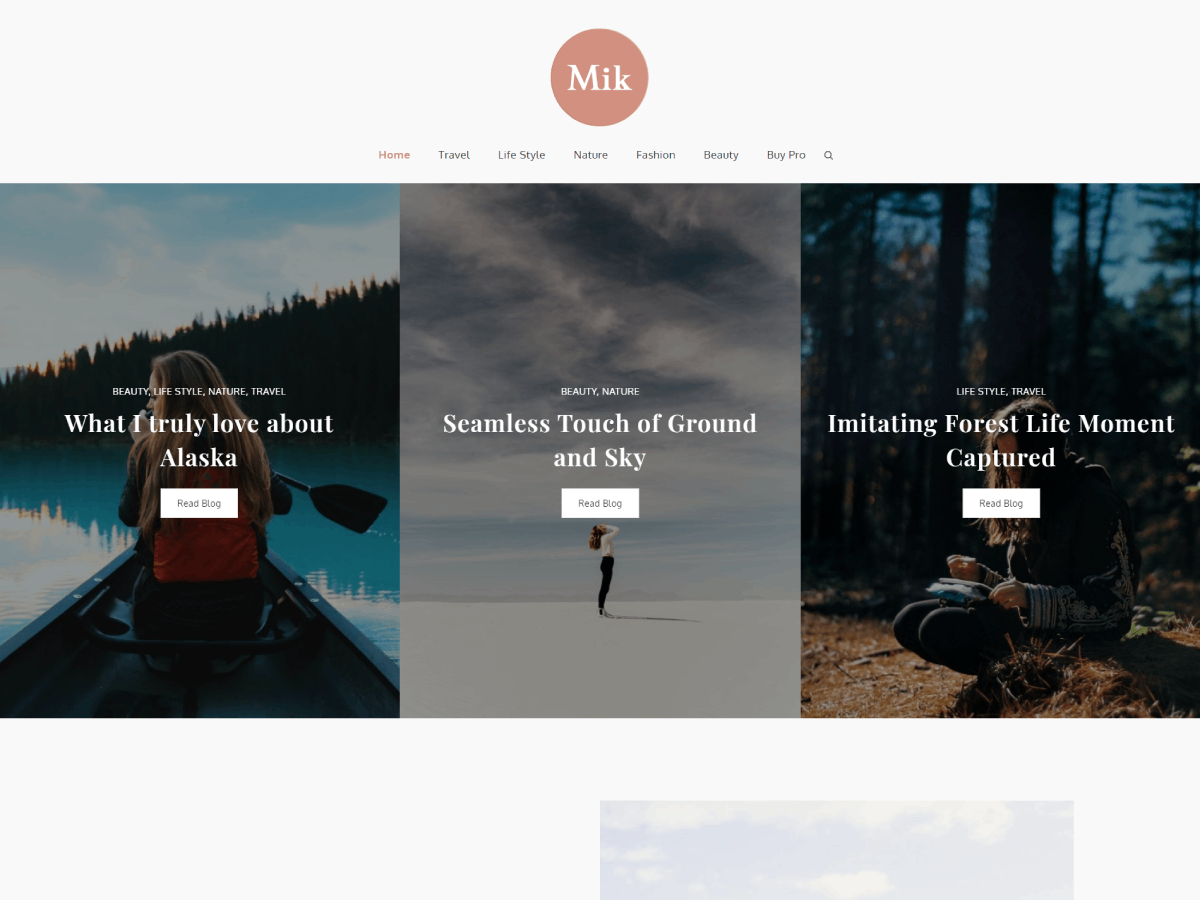 Mik
Home Travel Life Style Nature Fashion Beauty Buy Pro
BEAUTY, LIFE STYLE, NATURE, TRAVEL
What I truly love about
Alaska
Read Blog
BEAUTY, NATURE
Seamless Touch of Ground
and Sky
Read Blog
LIFE STYLE, TRAVEL
Imitating Forest Life Moment
Captured
Read Blog